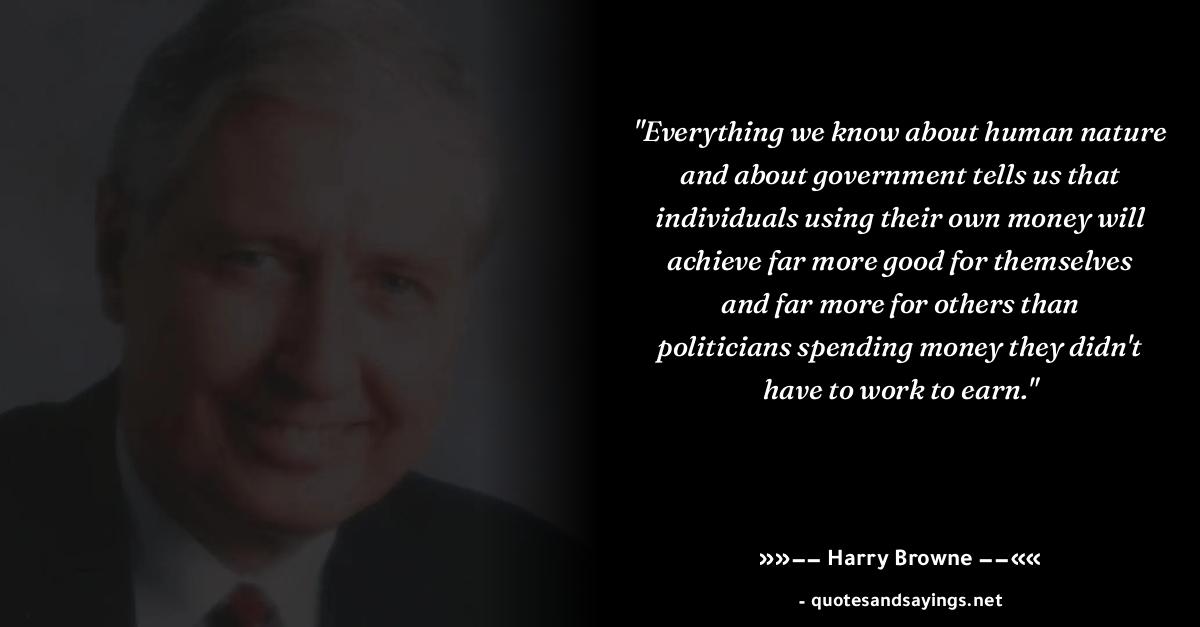 "Everything we know about human nature
and about government tells us that
individuals using their own money will
achieve far more good for themselves
and far more for others than
politicians spending money they didn't
have to work to earn."
»»−− Harry Browne −−««
- quotesandsayings.net